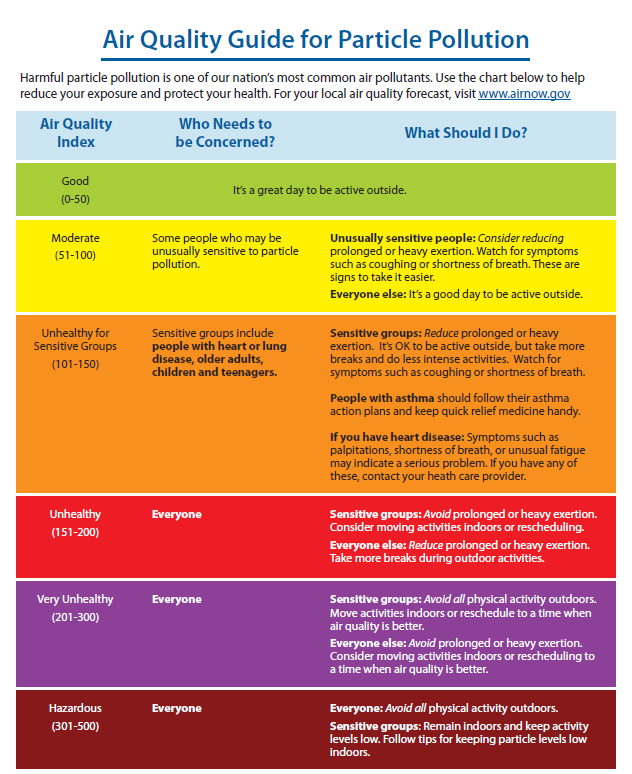 Air Quality Guide for Particle Pollution
Harmful particle pollution is one of our nation's most common air pollutants. Use the chart below to help
reduce your exposure and protect your health. For your local air quality forecast, visit www.airnow.gov
Air Quality
Index
Who Needs to
be Concerned?
What Should I Do?
Good
(0-50)
It's a great day to be active outside.
Moderate
(51-100)
Some people who may be
unusually sensitive to particle
pollution.
Unusually sensitive people: Consider reducing
prolonged or heavy exertion. Watch for symptoms
such as coughing or shortness of breath. These are
signs to take it easier.
Everyone else: It's a good day to be active outside.
Unhealthy for
Sensitive Groups
(101-150)
Sensitive groups include
people with heart or lung
disease, older adults,
children and teenagers.
Sensitive groups: Reduce prolonged or heavy
exertion. It's OK to be active outside, but take more
breaks and do less intense activities. Watch for
symptoms such as coughing or shortness of breath.
People with asthma should follow their asthma
action plans and keep quick relief medicine handy.
If you have heart disease: Symptoms such as
palpitations, shortness of breath, or unusual fatigue
may indicate a serious problem. If you have any of
these, contact your heath care provider.
Unhealthy
(151-200)
Everyone
Sensitive groups: Avoid prolonged or heavy exertion.
Consider moving activities indoors or rescheduling.
Everyone else: Reduce prolonged or heavy exertion.
Take more breaks during outdoor activities.
Very Unhealthy
(201-300)
Everyone
Sensitive groups: Avoid all physical activity outdoors.
Move activities indoors or reschedule to a time when
air quality is better.
Everyone else: Avoid prolonged or heavy exertion.
Consider moving activities indoors or rescheduling to
a time when air quality is better.
Hazardous
(301-500)
Everyone
Everyone: Avoid all physical activity outdoors.
Sensitive groups: Remain indoors and keep activity
levels low. Follow tips for keeping particle levels low
indoors.